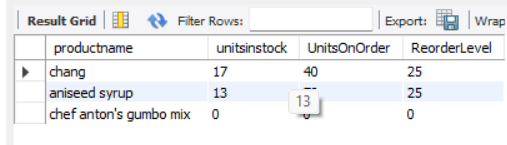 Result Grid Filter Rows: Export: Wrap
productname unitsinstock UnitsOnOrder ReorderLevel
chang 17 40 25
aniseed syrup 13 25
13
chef anton's gumbo mix 0 0 0